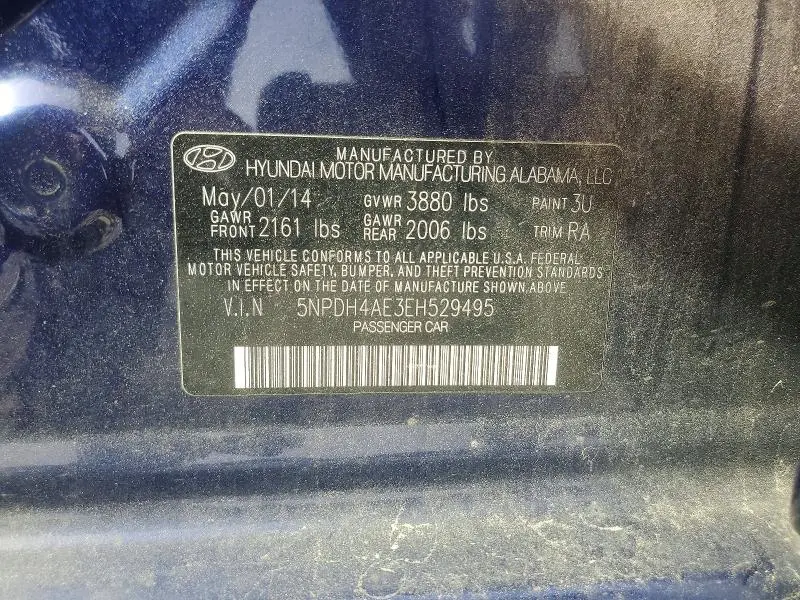 MANUFACTURED BY
HYUNDAI MOTOR MANUFACTURING ALABAMA, LLC
May/01/14 GVWR 3880 lbs PAINT 3U
GAWR FRONT 2161 lbs GAWR REAR 2006 lbs TRIM RA
THIS VEHICLE CONFORMS TO ALL APPLICABLE U.S.A. FEDERAL
MOTOR VEHICLE SAFETY, BUMPER, AND THEFT PREVENTION STANDARDS
IN EFFECT ON THE DATE OF MANUFACTURE SHOWN ABOVE
V.I.N 5NPDH4AE3EH529495
PASSENGER CAR